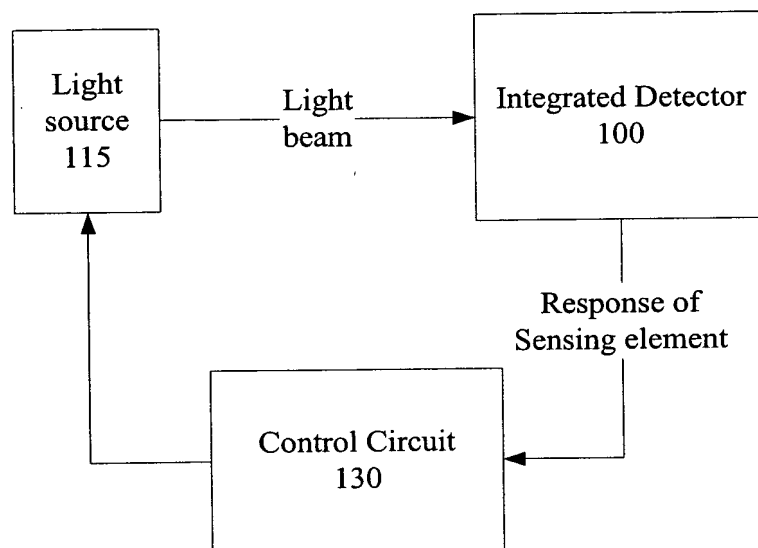 Light
source
115
Light
beam
Integrated Detector
100
Response of
Sensing element
Control Circuit
130